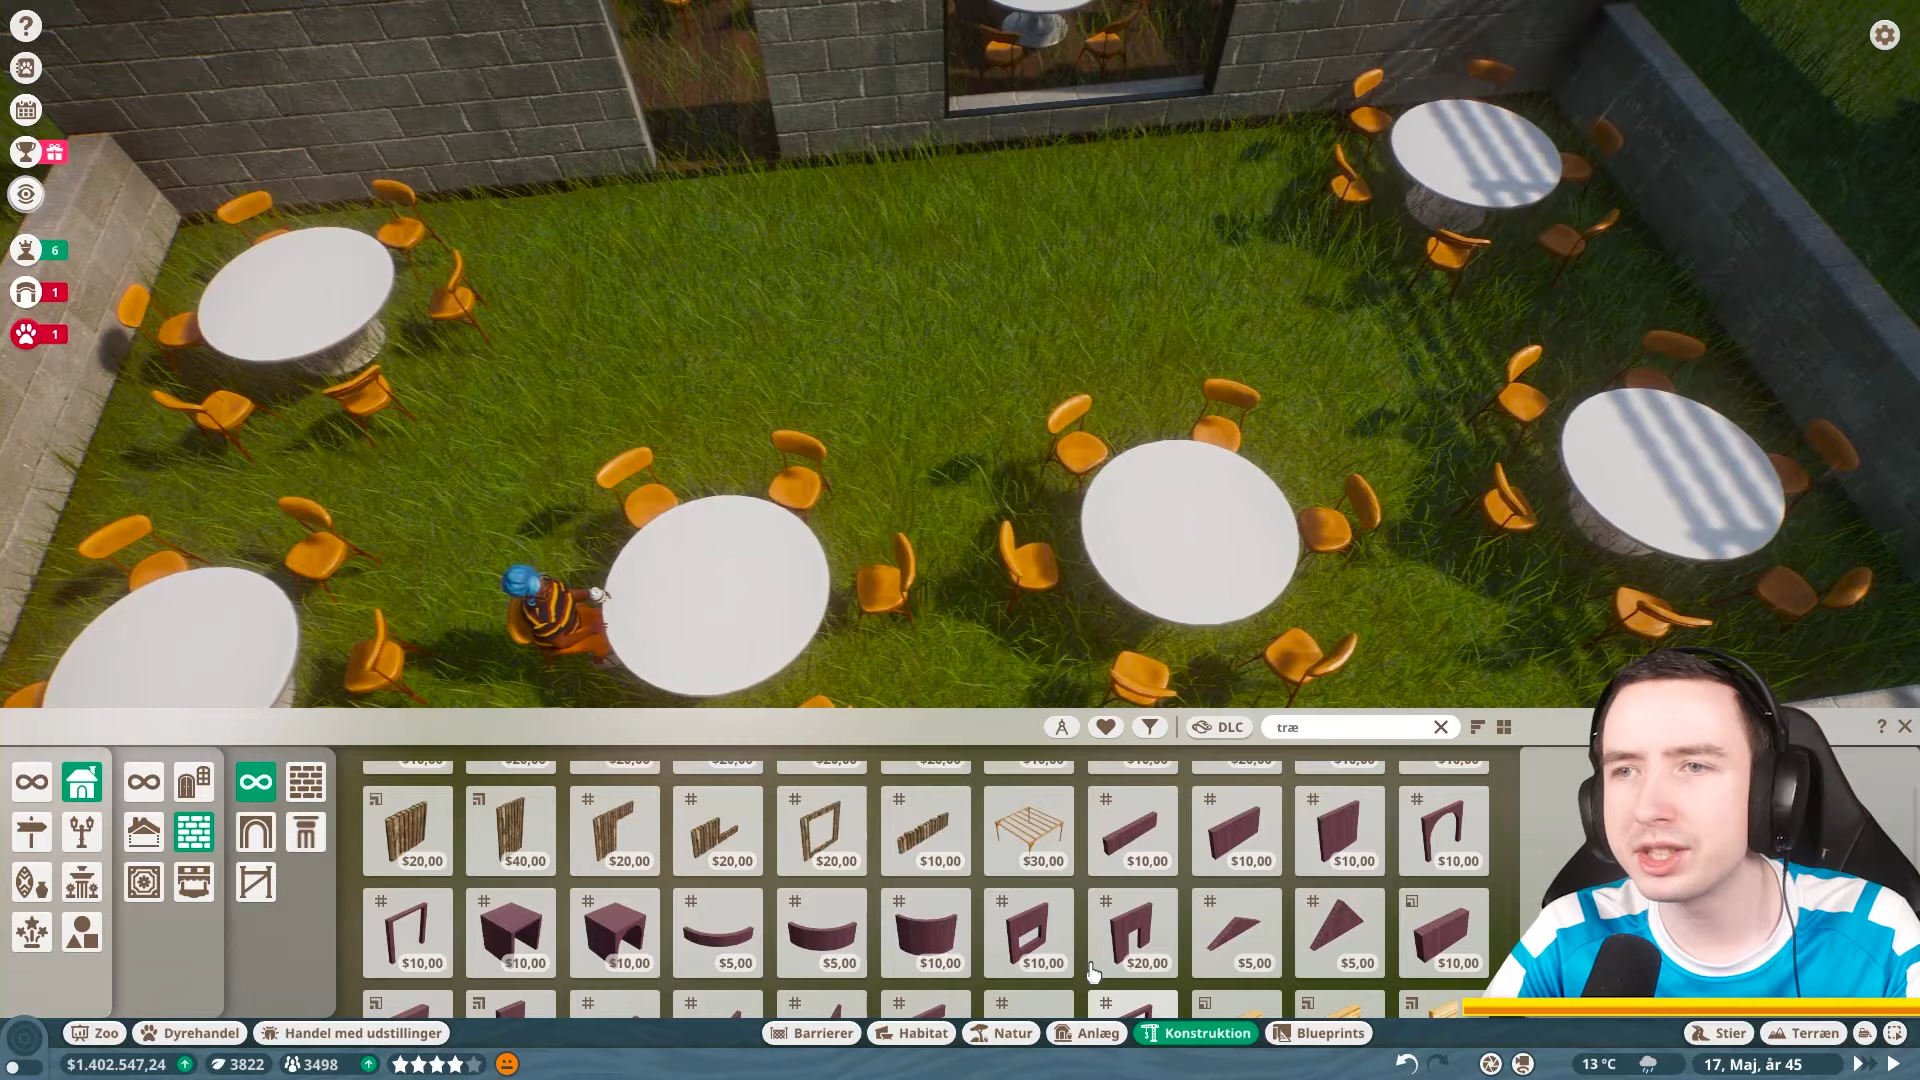 6
1
1
DLC
træ
$20,00 $40,00 $20,00 $20,00 $20,00 $10,00 $30,00 $10,00 $10,00 $10,00 $10,00
$10,00 $10,00 $10,00 $5,00 $5,00 $10,00 $10,00 $20,00 $5,00 $5,00 $10,00
Zoo Dyrehandel Handel med udstillinger Barrierer Habitat Natur Anlæg Konstruktion Blueprints Stier Terræn
$1.402.547,24 3822 3498 13 °C 17, Maj, år 45